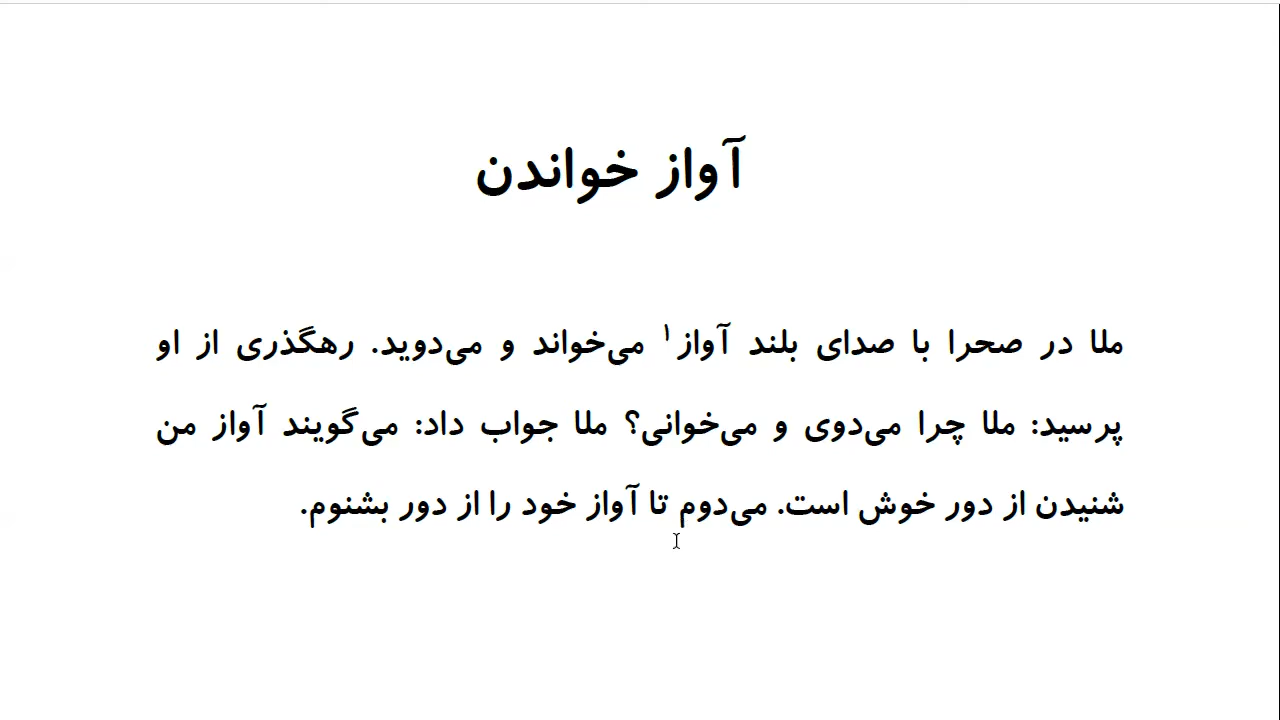 آواز خواندن
ملا در صحرا با صدای بلند آواز۱ می‌خواند و می‌دوید. رهگذری از او
پرسید: ملا چرا می‌دوی و می‌خوانی؟ ملا جواب داد: می‌گویند آواز من
شنیدن از دور خوش است. می‌دوم تا آواز خود را از دور بشنوم.